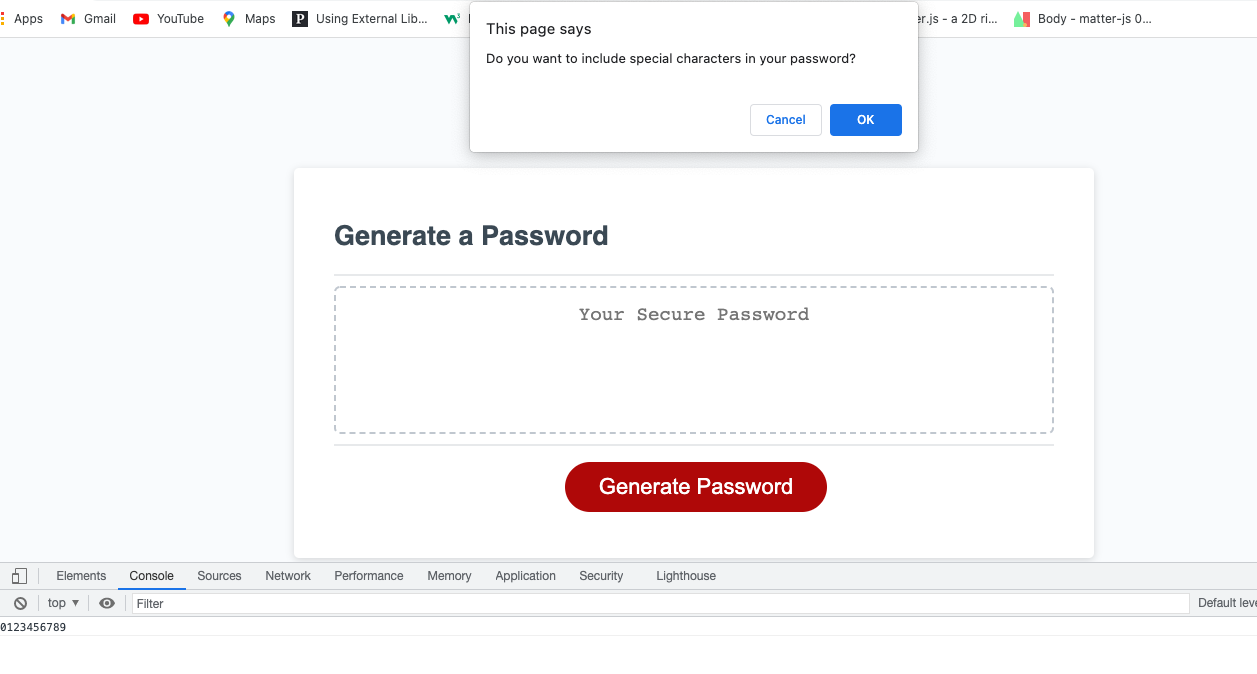 Apps Gmail YouTube Maps P Using External Lib... w3 er.js - a 2D ri... Body - matter-js 0...
This page says
Do you want to include special characters in your password?
Cancel OK
Generate a Password
Your Secure Password
Generate Password
Elements Console Sources Network Performance Memory Application Security Lighthouse
top ▼ Filter Default leve
0123456789